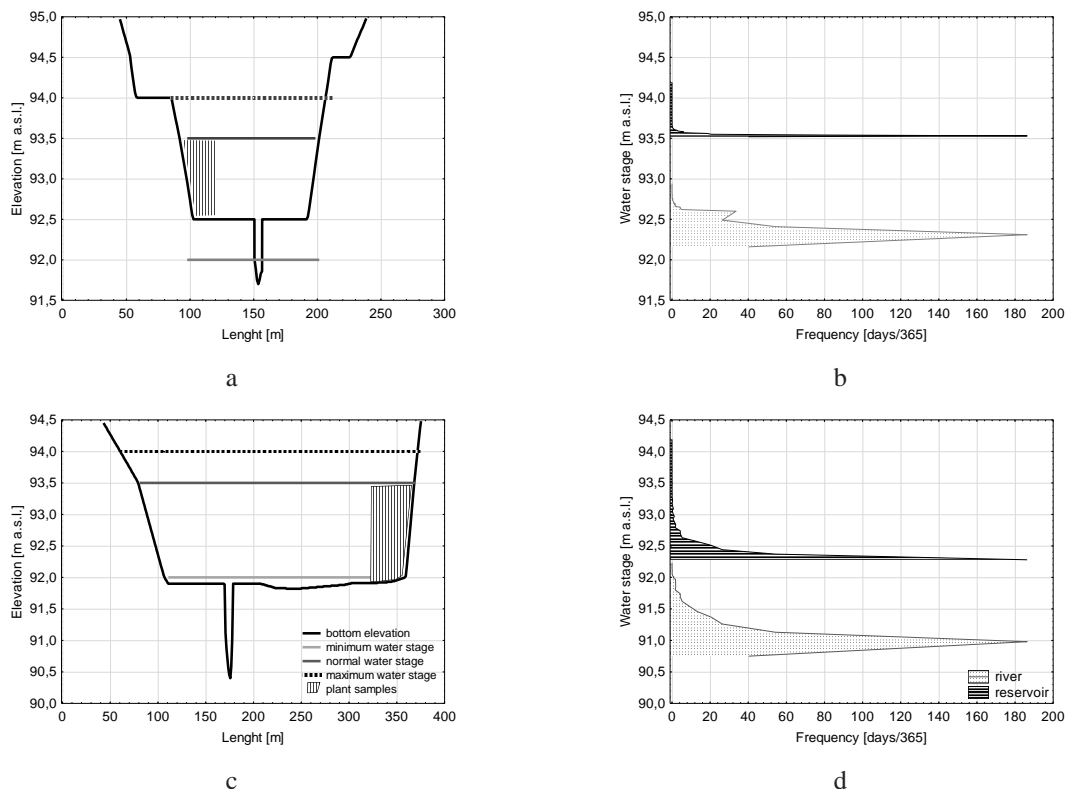 95,0
94,5
94,0
93,5
93,0
92,5
92,0
91,5
Elevation [m a.s.l.]
0 50 100 150 200 250 300
Lenght [m]
a
95,0
94,5
94,0
93,5
93,0
92,5
92,0
91,5
Water stage [m a.s.l.]
0 20 40 60 80 100 120 140 160 180 200
Frequency [days/365]
b
94,5
94,0
93,5
93,0
92,5
92,0
91,5
91,0
90,5
90,0
Elevation [m a.s.l.]
bottom elevation
minimum water stage
normal water stage
maximum water stage
plant samples
0 50 100 150 200 250 300 350 400
Lenght [m]
c
94,5
94,0
93,5
93,0
92,5
92,0
91,5
91,0
90,5
90,0
Water stage [m a.s.l.]
river
reservoir
0 20 40 60 80 100 120 140 160 180 200
Frequency [days/365]
d